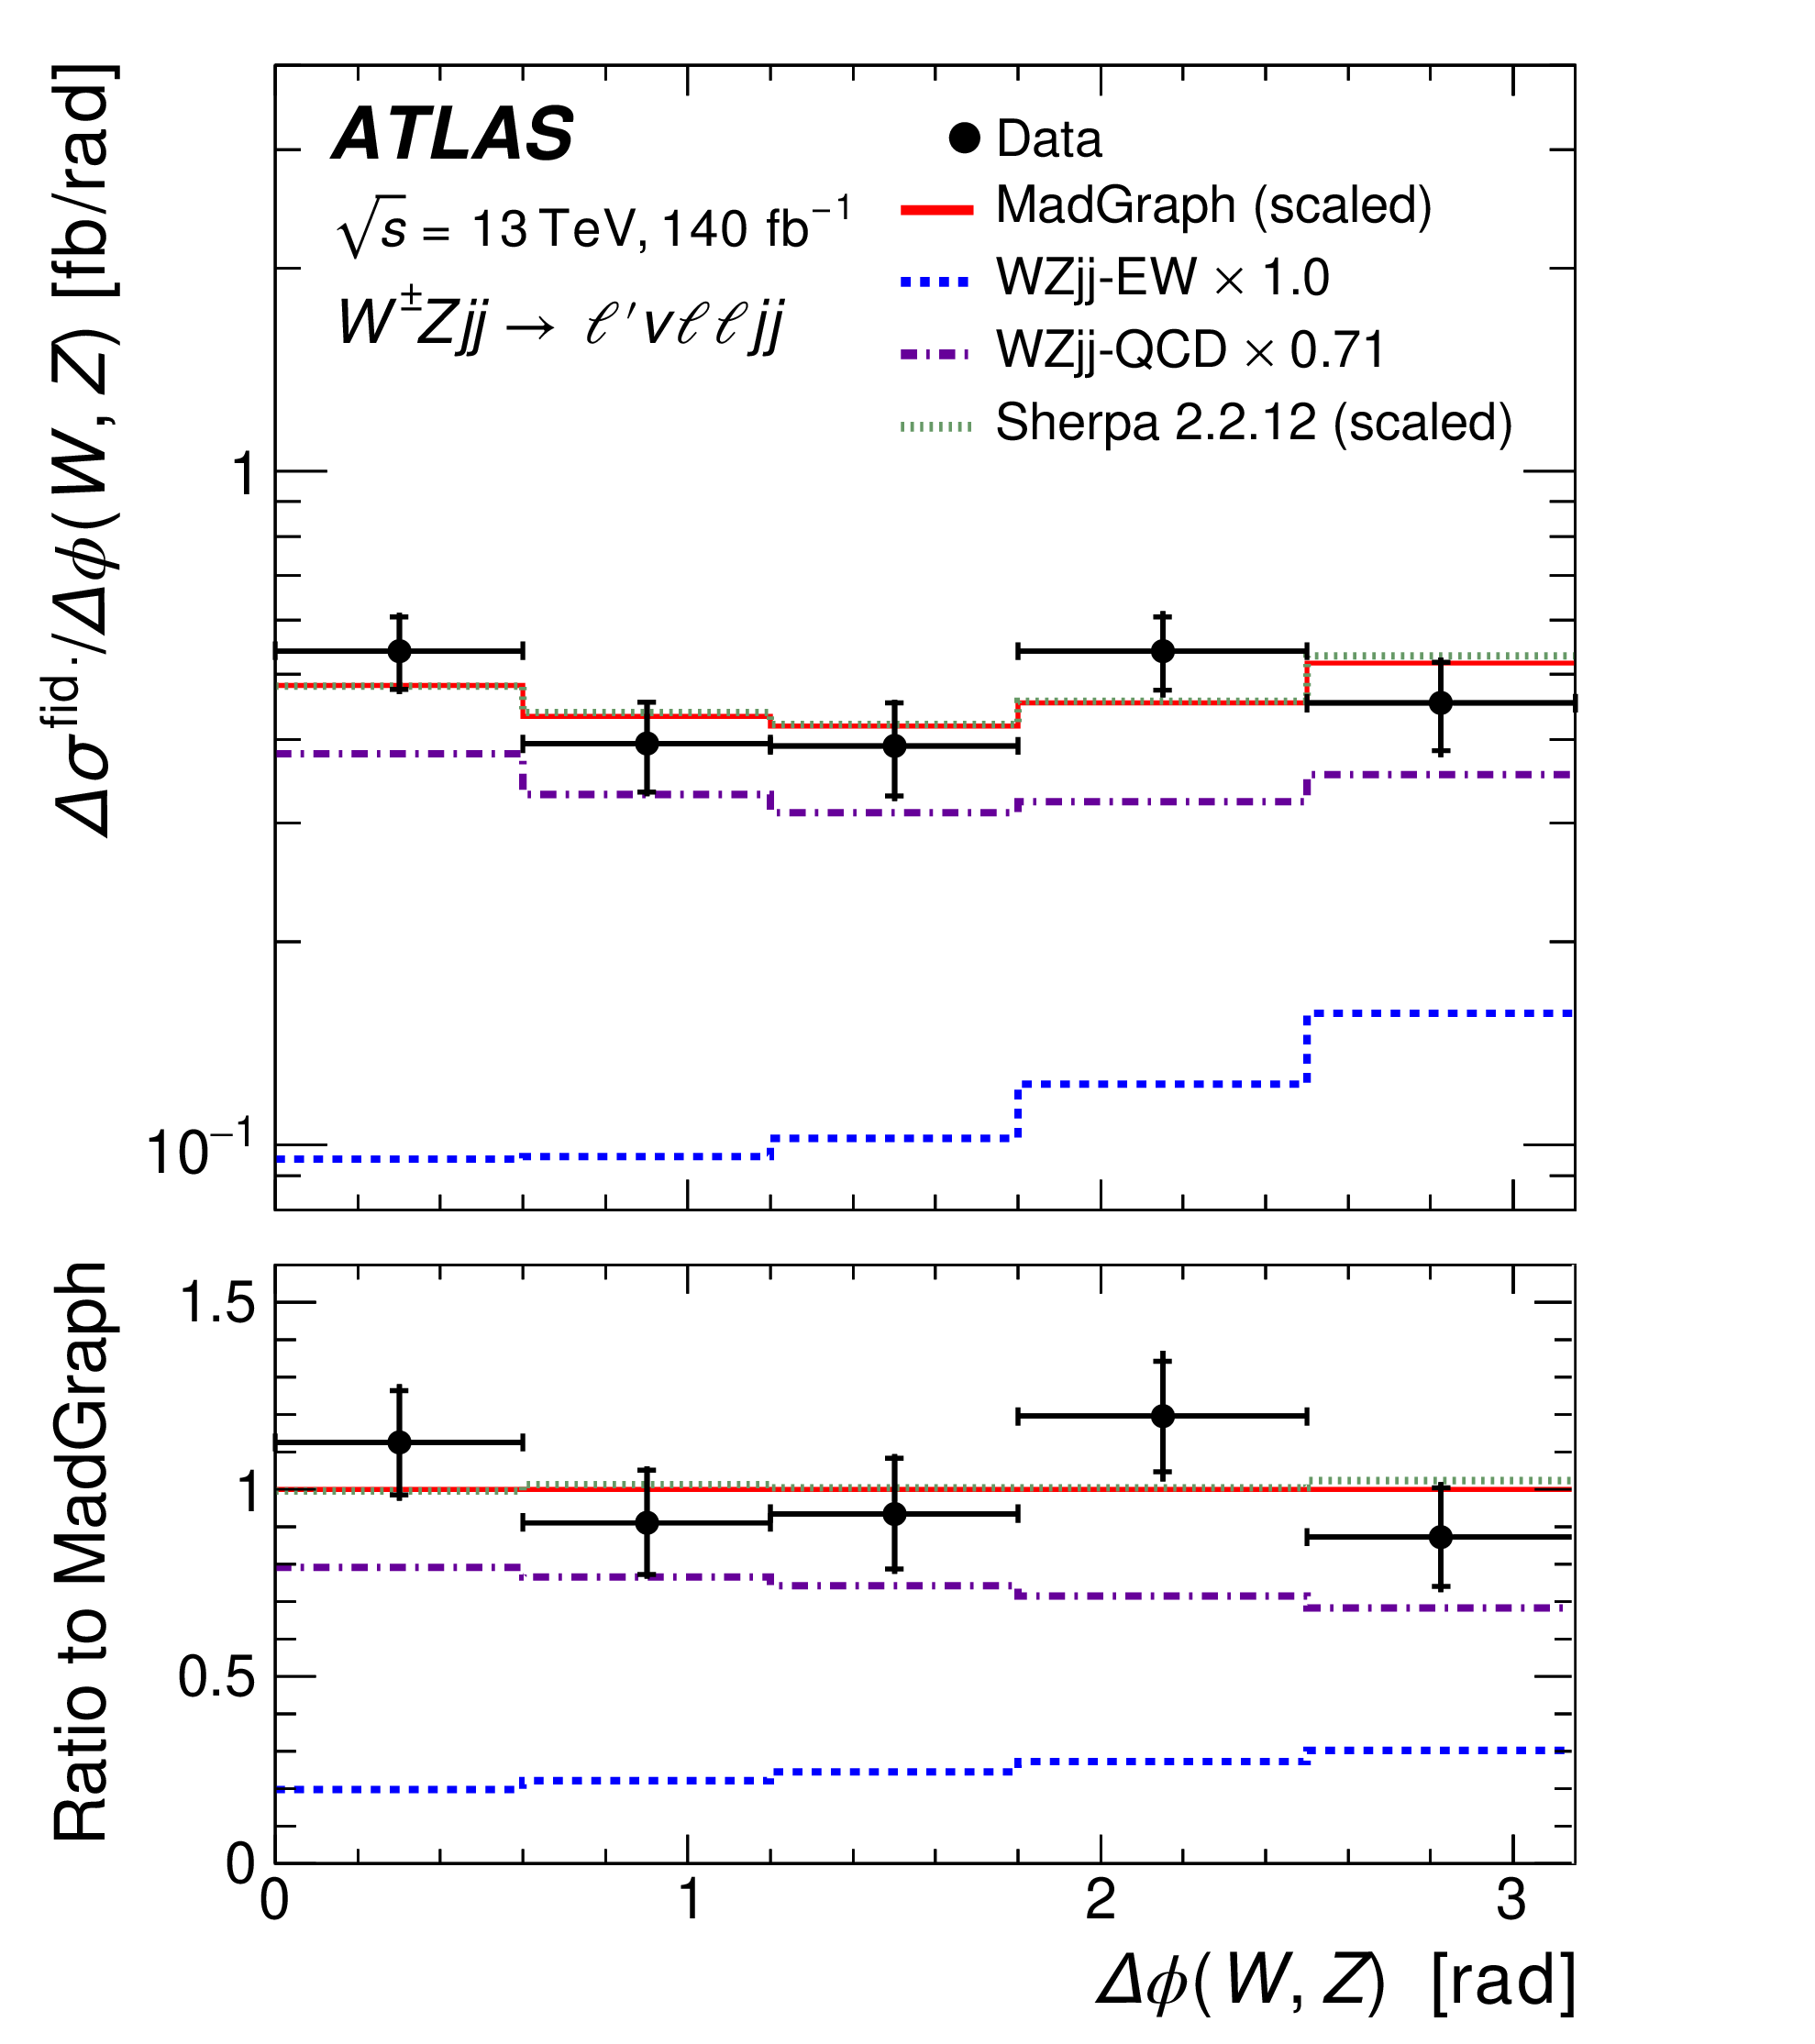 ATLAS
√s = 13 TeV, 140 fb⁻¹
W±Zjj → ℓ′νℓℓjj
Data
MadGraph (scaled)
WZjj-EW × 1.0
WZjj-QCD × 0.71
Sherpa 2.2.12 (scaled)
Δσ^fid. /Δϕ(W, Z) [fb/rad]
1
10⁻¹
Ratio to MadGraph
1.5
1
0.5
0
0 1 2 3
Δϕ(W, Z) [rad]